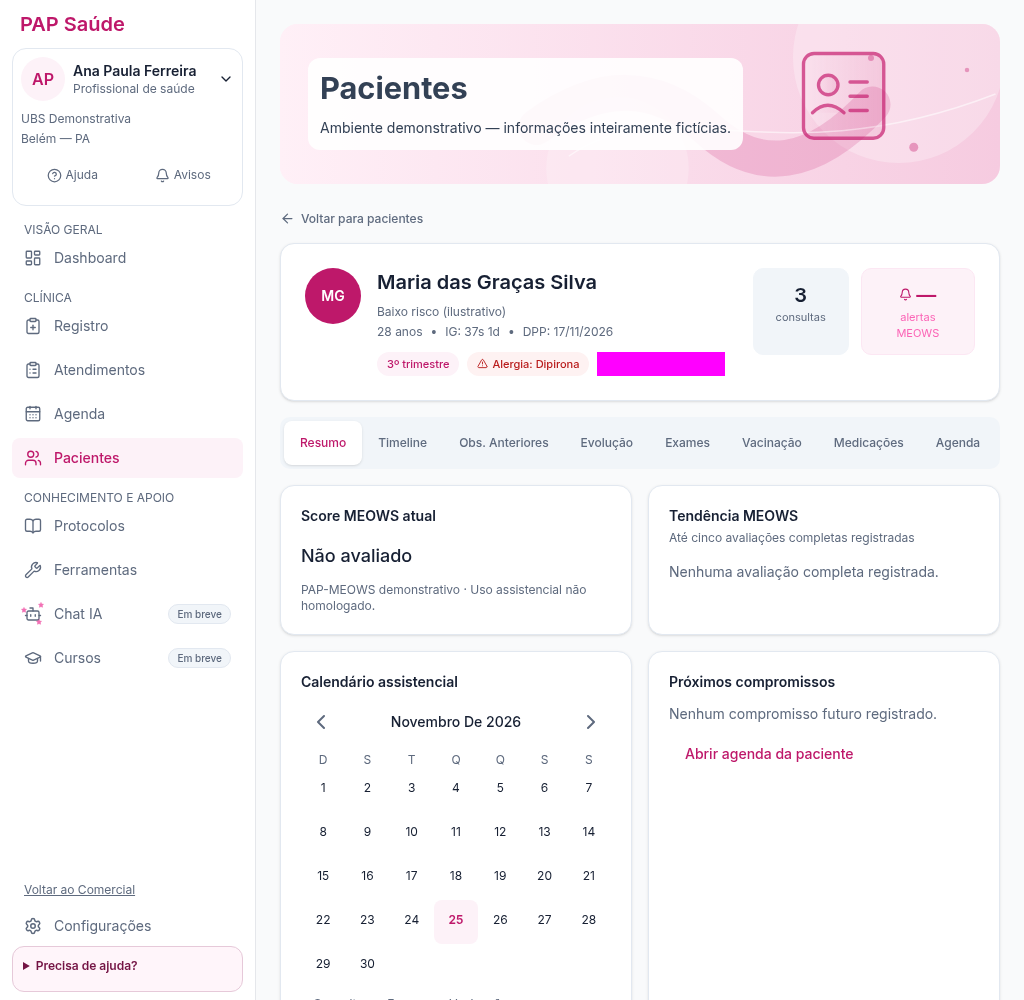 PAP Saúde
AP
Ana Paula Ferreira
Profissional de saúde
UBS Demonstrativa
Belém — PA
Ajuda
Avisos
VISÃO GERAL
Dashboard
CLÍNICA
Registro
Atendimentos
Agenda
Pacientes
CONHECIMENTO E APOIO
Protocolos
Ferramentas
Chat IA
Em breve
Cursos
Em breve
Voltar ao Comercial
Configurações
Precisa de ajuda?
Pacientes
Ambiente demonstrativo — informações inteiramente fictícias.
Voltar para pacientes
MG
Maria das Graças Silva
Baixo risco (ilustrativo)
28 anos • IG: 37s 1d • DPP: 17/11/2026
3º trimestre
Alergia: Dipirona
3
consultas
—
alertas
MEOWS
Resumo
Timeline
Obs. Anteriores
Evolução
Exames
Vacinação
Medicações
Agenda
Score MEOWS atual
Não avaliado
PAP-MEOWS demonstrativo · Uso assistencial não
homologado.
Tendência MEOWS
Até cinco avaliações completas registradas
Nenhuma avaliação completa registrada.
Calendário assistencial
Novembro De 2026
D S T Q Q S S
1 2 3 4 5 6 7
8 9 10 11 12 13 14
15 16 17 18 19 20 21
22 23 24 25 26 27 28
29 30
Próximos compromissos
Nenhum compromisso futuro registrado.
Abrir agenda da paciente